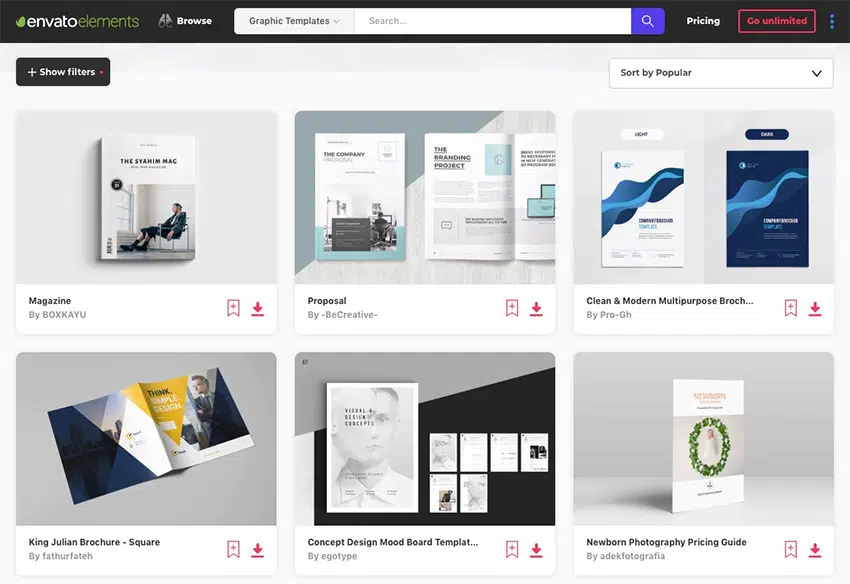 envatoelements
Browse
Graphic Templates
Search...
Pricing
Go unlimited
+ Show filters
Sort by Popular
THE SYAHIM MAG
Magazine
By BOXKAYU
THE COMPANY
PROPOSAL
THE
BRANDING
PROJECT
Proposal
By -BeCreative-
LIGHT
DARK
COMPANY BROCHUR
TEMPLATE
COMPANY BROCHUR
TEMPLATE
Clean & Modern Multipurpose Broch...
By Pro-Gh
THINK.
SIMPLE.
DESIGN.
King Julian Brochure - Square
By fathurfateh
VISUAL &
DESIGN
CONCEPTS
Concept Design Mood Board Templat...
By egotype
NEWBORN
Newborn Photography Pricing Guide
By adekfotografia